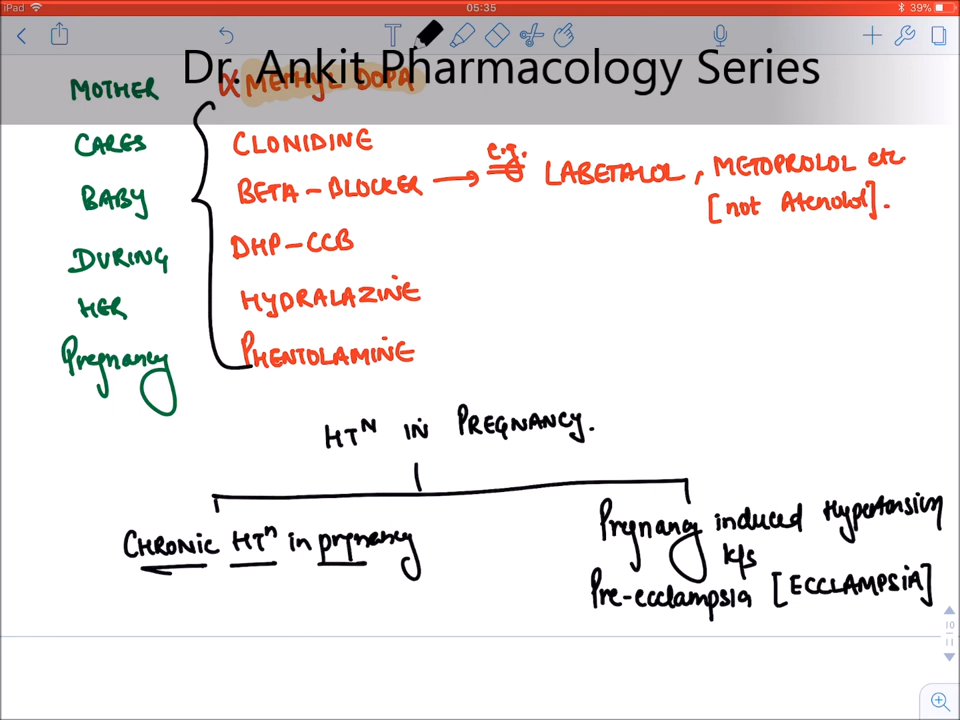 iPad 05:35 39%
Dr. Ankit Pharmacology Series
MOTHER α METHYL DOPA
CARES CLONIDINE
BABY BETA-BLOCKER → e.g. LABETALOL, METOPROLOL etc
[not Atenolol].
DURING DHP-CCB
HER HYDRALAZINE
Pregnancy PHENTOLAMINE
HTN IN PREGNANCY.
CHRONIC HTn in pregnancy
Pregnancy induced Hypertension
k/s
Pre-ecclampsia [ECCLAMPSIA]
10
11